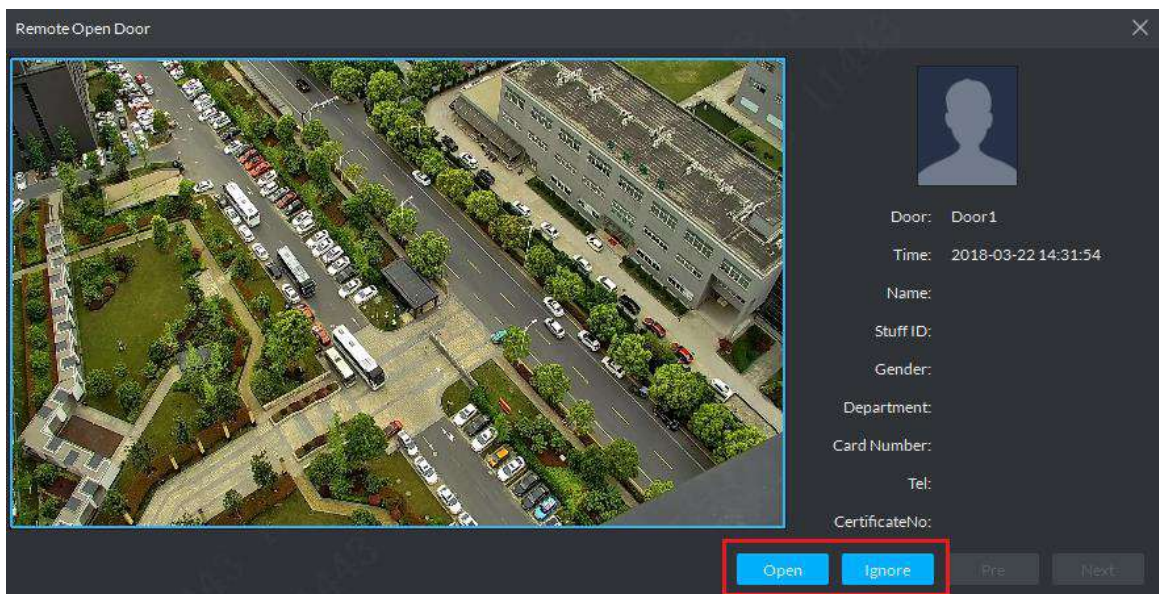 Remote Open Door
Door: Door1
Time: 2018-03-22 14:31:54
Name:
Stuff ID:
Gender:
Department:
Card Number:
Tel:
CertificateNo:
Open Ignore Pre Next